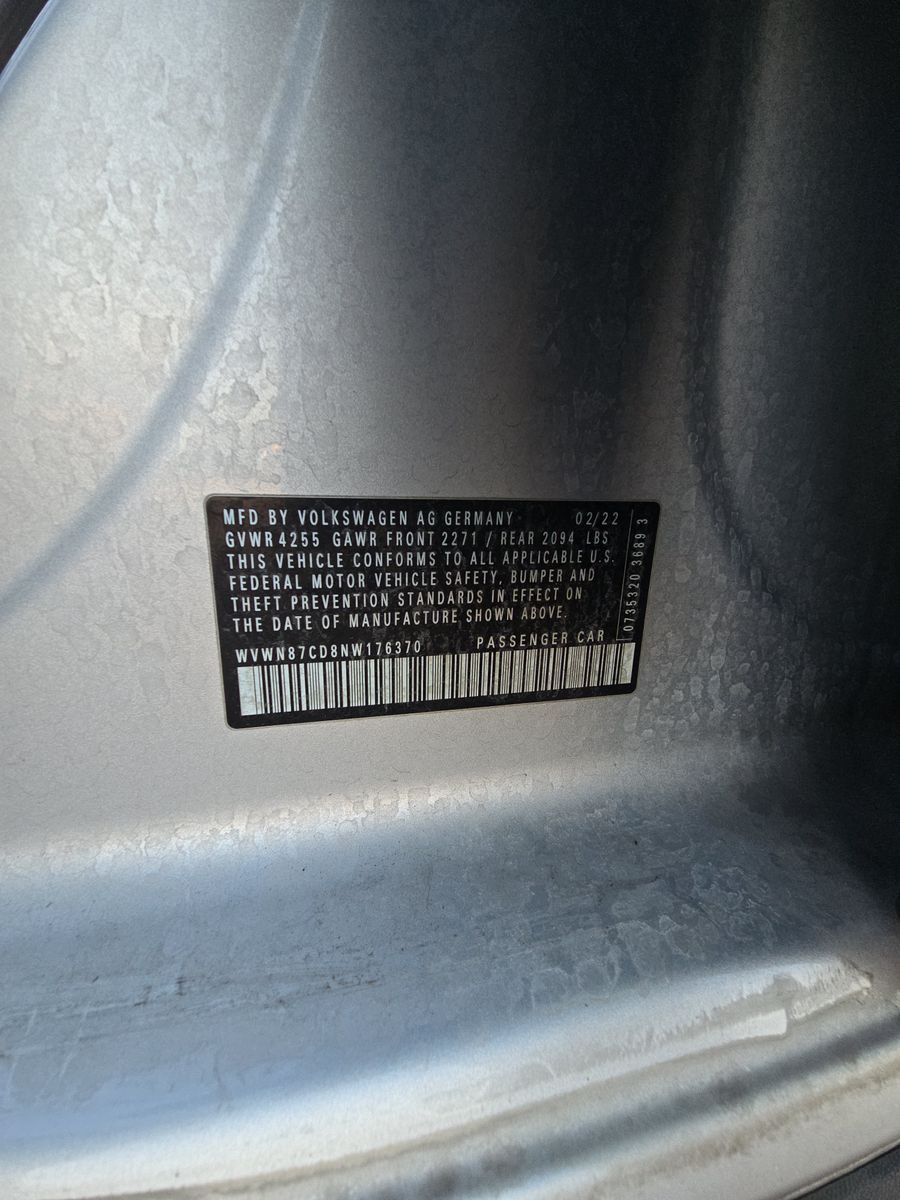 MFD BY VOLKSWAGEN AG GERMANY 02/22
GVWR 4255 GAWR FRONT 2271 / REAR 2094 LBS
THIS VEHICLE CONFORMS TO ALL APPLICABLE U.S.
FEDERAL MOTOR VEHICLE SAFETY, BUMPER AND
THEFT PREVENTION STANDARDS IN EFFECT ON
THE DATE OF MANUFACTURE SHOWN ABOVE.
WVWN87CD8NW176370 PASSENGER CAR
0735320 3689 3